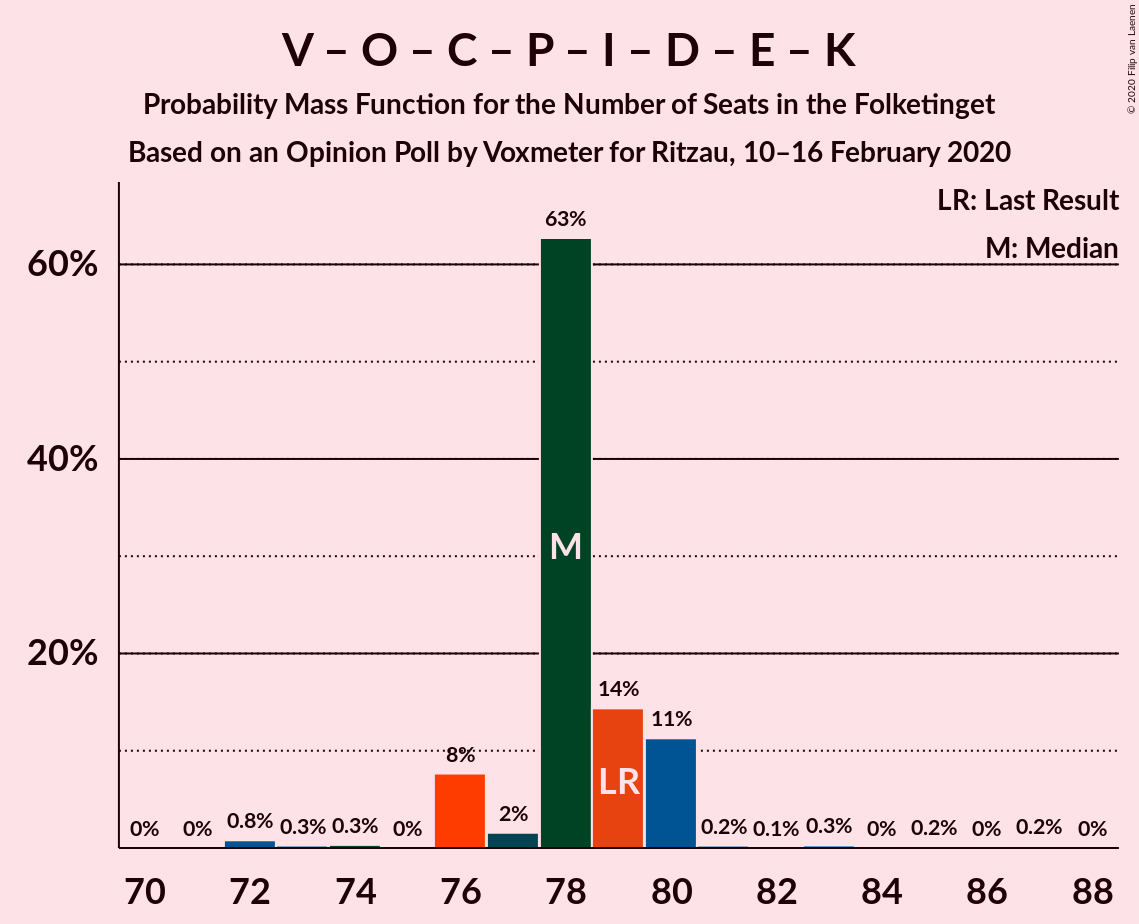 V – O – C – P – I – D – E – K
Probability Mass Function for the Number of Seats in the Folketinget
Based on an Opinion Poll by Voxmeter for Ritzau, 10–16 February 2020
© 2020 Filip van Laenen
LR: Last Result
M: Median
60%
40%
20%
0%
0%
0.8%
0.3%
0.3%
0%
8%
2%
63%
14%
11%
0.2%
0.1%
0.3%
0%
0.2%
0%
0.2%
0%
M
LR
70 72 74 76 78 80 82 84 86 88